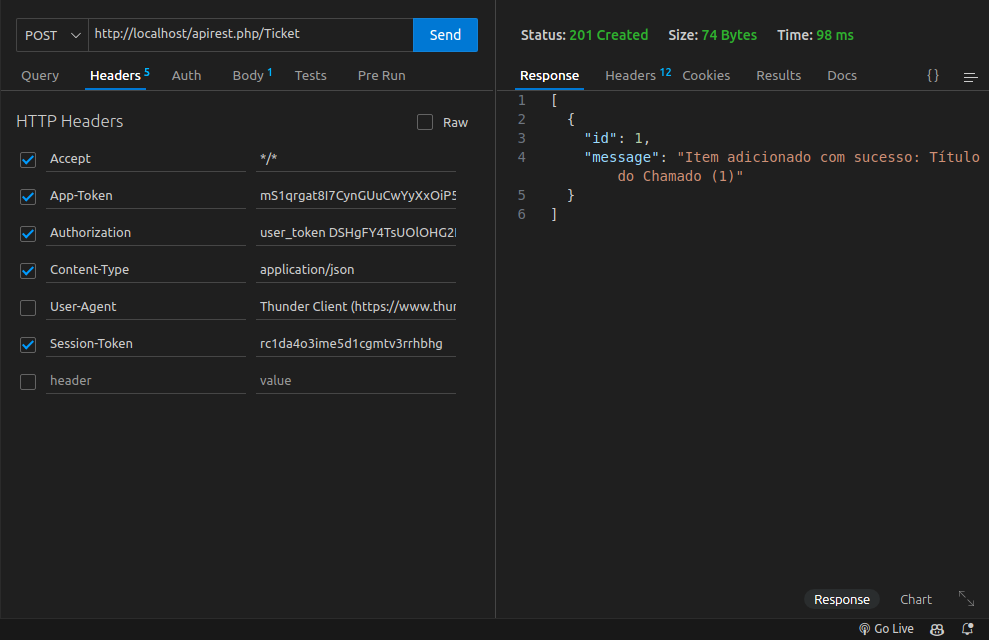 POST http://localhost/apirest.php/Ticket Send
Query Headers 5 Auth Body 1 Tests Pre Run
HTTP Headers Raw
Accept */*
App-Token mS1qrgat8I7CynGUuCwYyXxOiP5
Authorization user_token DSHgFY4TsUOlOHG2
Content-Type application/json
User-Agent Thunder Client (https://www.thun
Session-Token rc1da4o3ime5d1cgmtv3rrhbhg
header value
Status: 201 Created Size: 74 Bytes Time: 98 ms
Response Headers 12 Cookies Results Docs {}
1 [
2 {
3 "id": 1,
4 "message": "Item adicionado com sucesso: Título
do Chamado (1)"
5 }
6 ]
Response Chart
Go Live